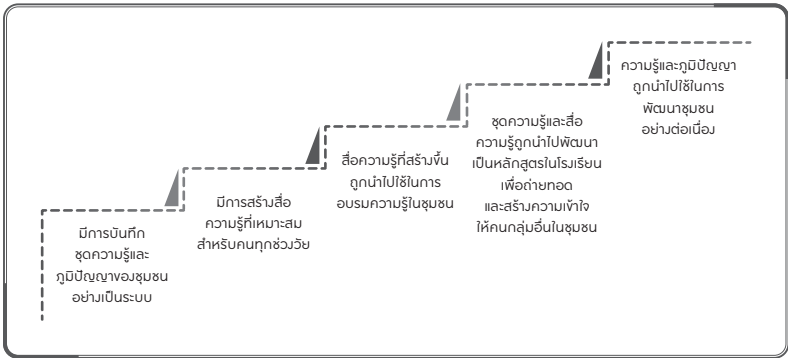 มีการบันทึก
ชุดความรู้และ
ภูมิปัญญาของชุมชน
อย่างเป็นระบบ
มีการสร้างสื่อ
ความรู้ที่เหมาะสม
สำหรับคนทุกช่วงวัย
สื่อความรู้ที่สร้างขึ้น
ถูกนำไปใช้ในการ
อบรมความรู้ในชุมชน
ชุดความรู้และสื่อ
ความรู้ถูกนำไปพัฒนา
เป็นหลักสูตรในโรงเรียน
เพื่อถ่ายทอด
และสร้างความเข้าใจ
ให้คนกลุ่มอื่นในชุมชน
ความรู้และภูมิปัญญา
ถูกนำไปใช้ในการ
พัฒนาชุมชน
อย่างต่อเนื่อง